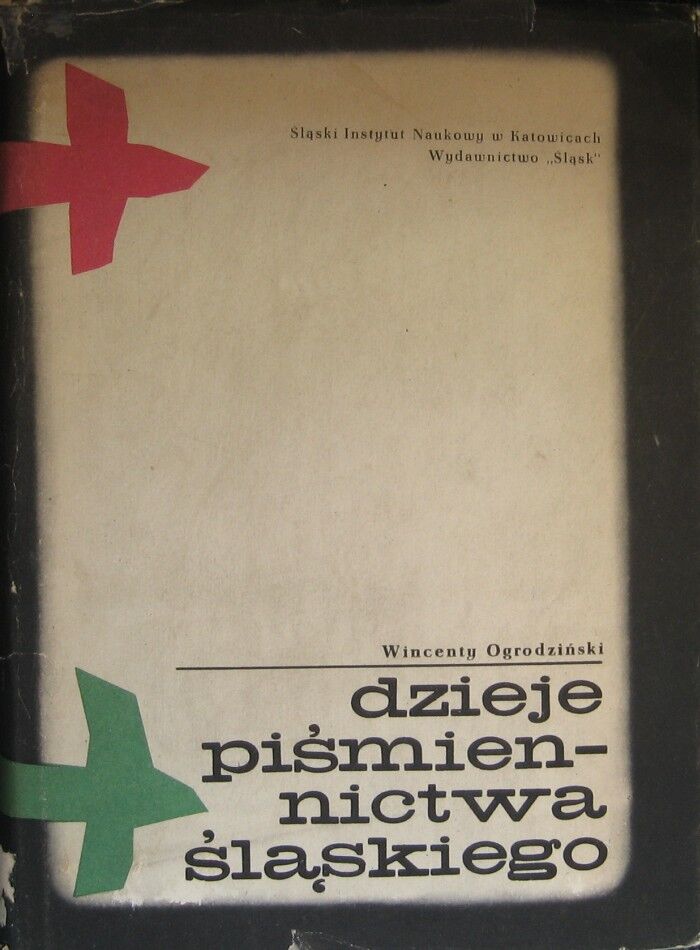 Śląski Instytut Naukowy w Katowicach
Wydawnictwo „Śląsk"
Wincenty Ogrodziński
dzieje
piśmien-
nictwa
śląskiego